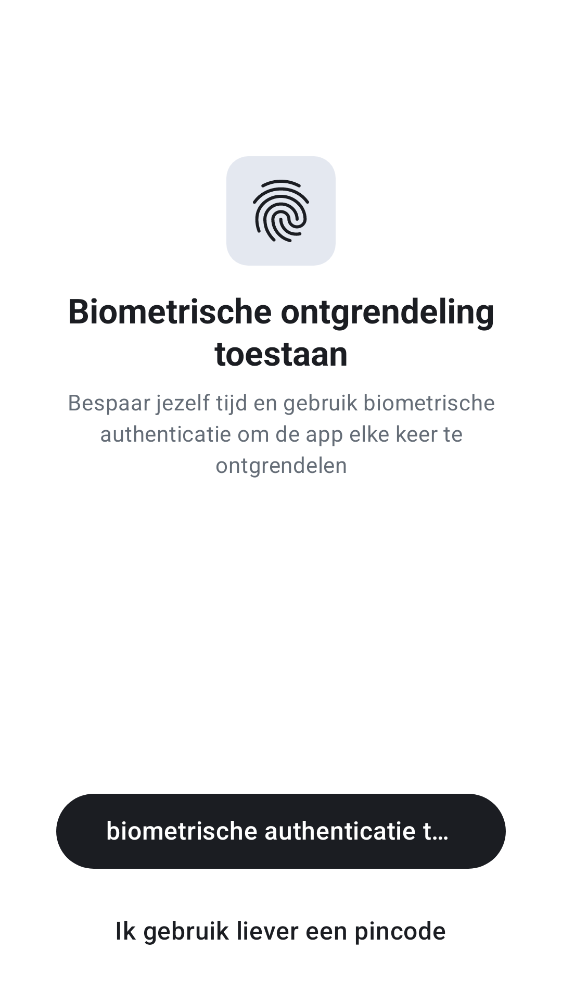 Biometrische ontgrendeling
toestaan
Bespaar jezelf tijd en gebruik biometrische
authenticatie om de app elke keer te
ontgrendelen
biometrische authenticatie t...
Ik gebruik liever een pincode